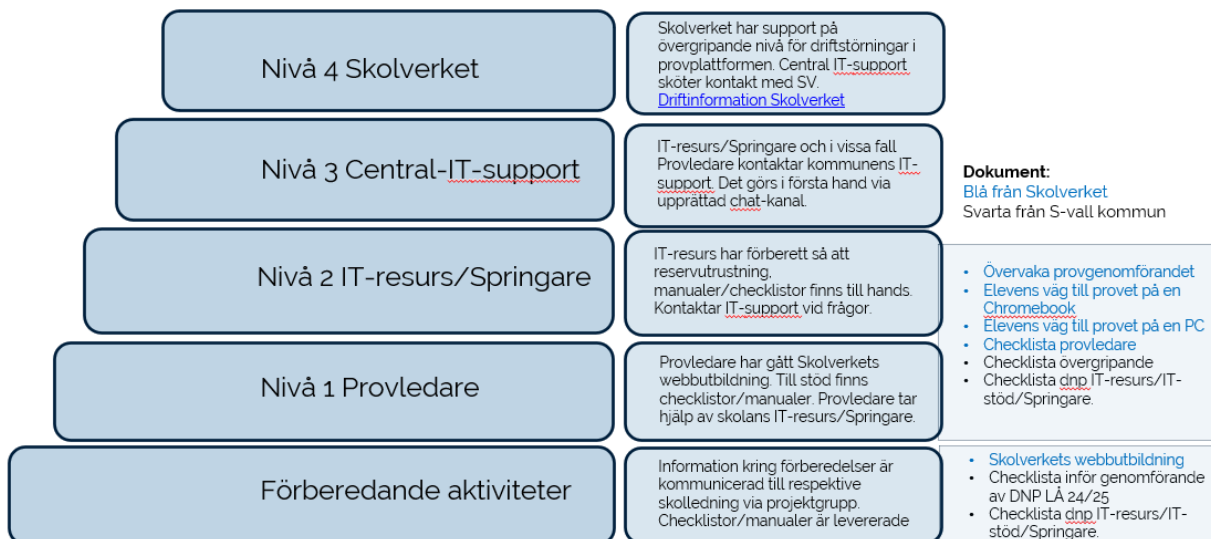 Nivå 4 Skolverket
Skolverket har support på
övergripande nivå för driftstörningar i
provplattformen. Central IT-support
sköter kontakt med SV.
Driftinformation Skolverket
Nivå 3 Central-IT-support
IT-resurs/Springare och i vissa fall
Provledare kontaktar kommunens IT-
support. Det görs i första hand via
upprättad chat-kanal.
Dokument:
Blå från Skolverket
Svarta från S-vall kommun
Nivå 2 IT-resurs/Springare
IT-resurs har förberett så att
reservutrustning,
manualer/checklistor finns till hands.
Kontaktar IT-support vid frågor.
• Övervaka provgenomförandet
• Elevens väg till provet på en
Chromebook
• Elevens väg till provet på en PC
• Checklista provledare
• Checklista övergripande
• Checklista dnp IT-resurs/IT-
stöd/Springare.
Nivå 1 Provledare
Provledare har gått Skolverkets
webbutbildning. Till stöd finns
checklistor/manualer. Provledare tar
hjälp av skolans IT-resurs/Springare.
Förberedande aktiviteter
Information kring förberedelser är
kommunicerad till respektive
skolledning via projektgrupp.
Checklistor/manualer är levererade
• Skolverkets webbutbildning
• Checklista inför genomförande
av DNP LÅ 24/25
• Checklista dnp IT-resurs/IT-
stöd/Springare.